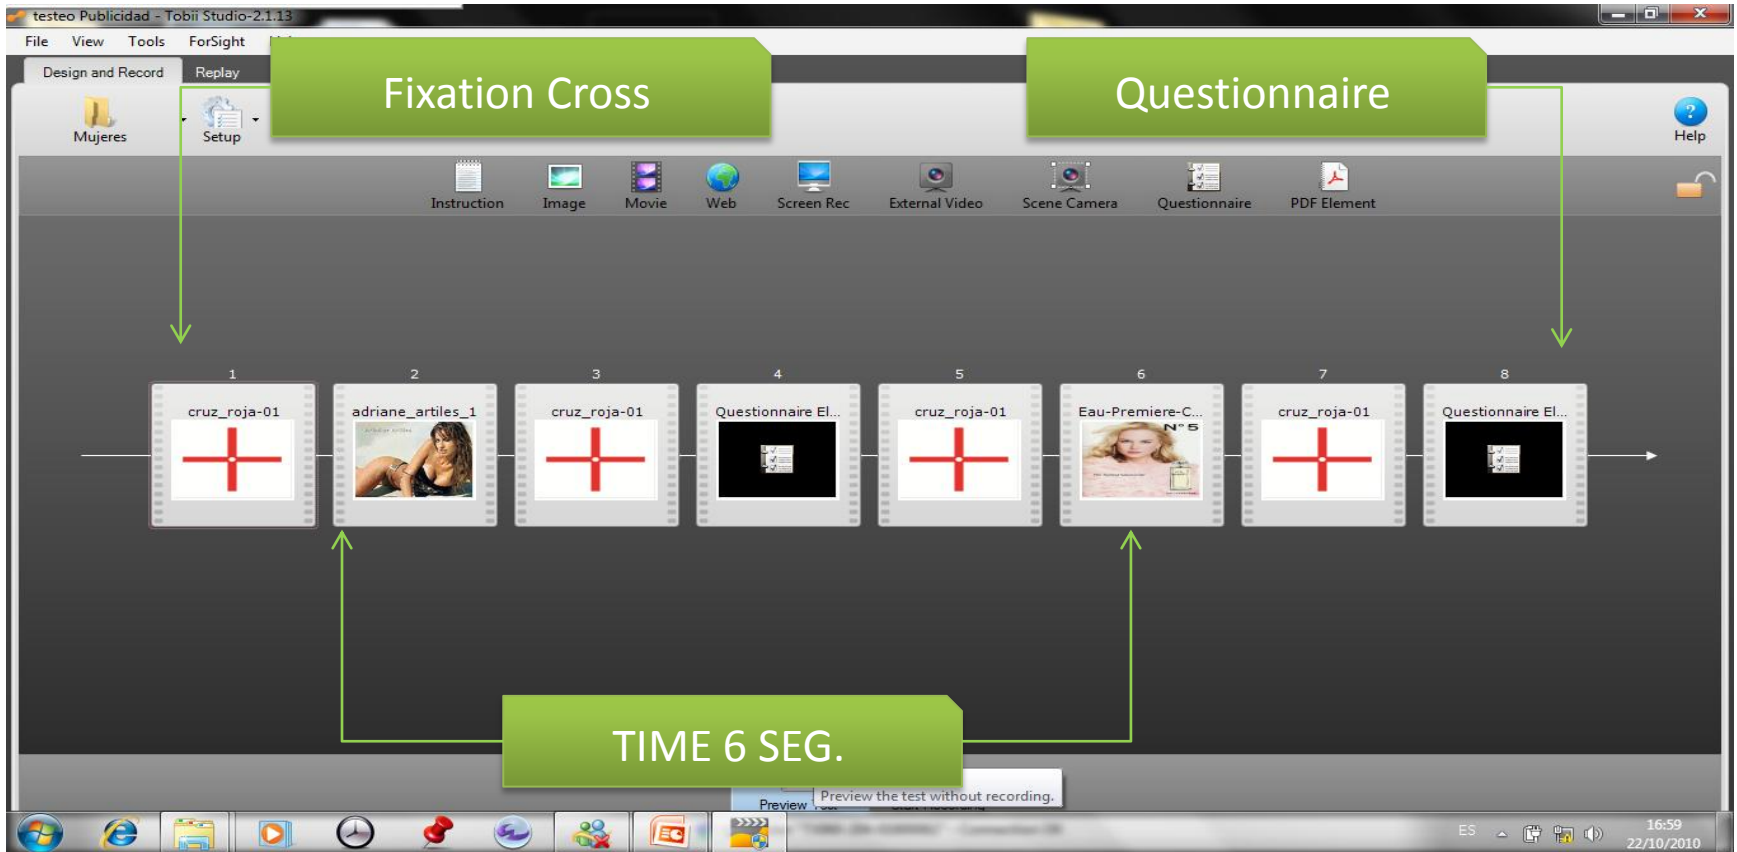 testeo Publicidad - Tobii Studio-2.1.13
File View Tools ForSight
Design and Record Replay
Fixation Cross
Questionnaire
Mujeres Setup
Help
Instruction Image Movie Web Screen Rec External Video Scene Camera Questionnaire PDF Element
1 2 3 4 5 6 7 8
cruz_roja-01 adriane_artiles_1 cruz_roja-01 Questionnaire El... cruz_roja-01 Eau-Premiere-C... cruz_roja-01 Questionnaire El...
N°5
TIME 6 SEG.
Preview the test without recording.
Preview
ES 16:59
22/10/2010